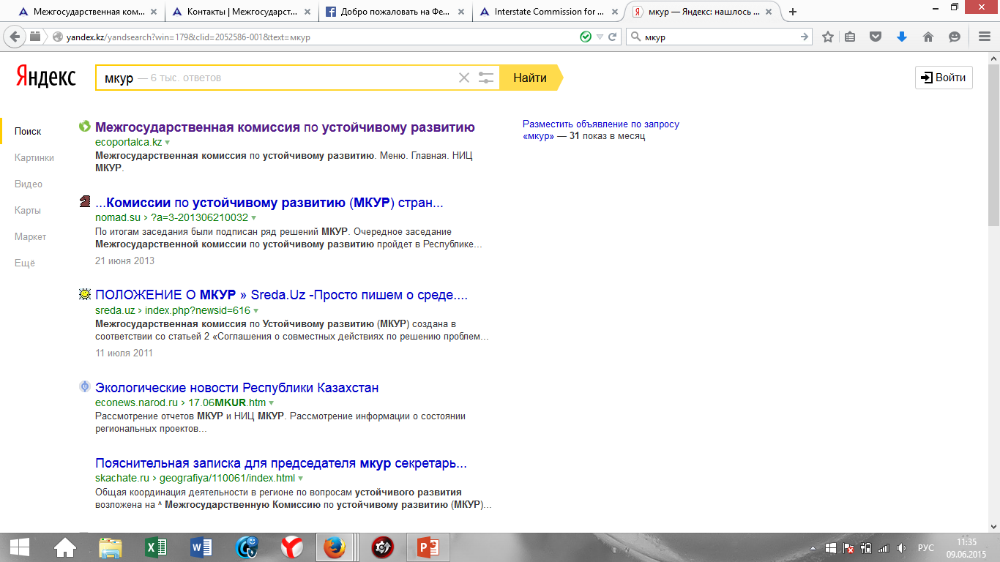 Межгосударственная ком...
Контакты | Межгосударст...
Добро пожаловать на Фе...
Interstate Commission for ...
мкур — Яндекс: нашлось ...
yandex.kz/yandsearch?win=179&clid=2052586-001&text=мкур
мкур
Яндекс
мкур — 6 тыс. ответов
Найти
Войти
Поиск
Картинки
Видео
Карты
Маркет
Ещё
Межгосударственная комиссия по устойчивому развитию
ecoportalca.kz
Межгосударственная комиссия по устойчивому развитию. Меню. Главная. НИЦ
МКУР.
...Комиссии по устойчивому развитию (МКУР) стран...
nomad.su › ?a=3-201306210032
По итогам заседания были подписан ряд решений МКУР. Очередное заседание
Межгосударственной комиссии по устойчивому развитию пройдет в Республике...
21 июня 2013
ПОЛОЖЕНИЕ О МКУР » Sreda.Uz -Просто пишем о среде....
sreda.uz › index.php?newsid=616
Межгосударственная комиссия по Устойчивому развитию (МКУР) создана в
соответствии со статьей 2 «Соглашения о совместных действиях по решению проблем...
11 июля 2011
Экологические новости Республики Казахстан
econews.narod.ru › 17.06MKUR.htm
Рассмотрение отчетов МКУР и НИЦ МКУР. Рассмотрение информации о состоянии
региональных проектов...
Пояснительная записка для председателя мкур секретарь...
skachate.ru › geografiya/110061/index.html
Общая координация деятельности в регионе по вопросам устойчивого развития
возложена на ^ Межгосударственную Комиссию по устойчивому развитию (МКУР)...
Разместить объявление по запросу
«мкур» — 31 показ в месяц
РУС
11:35
09.06.2015